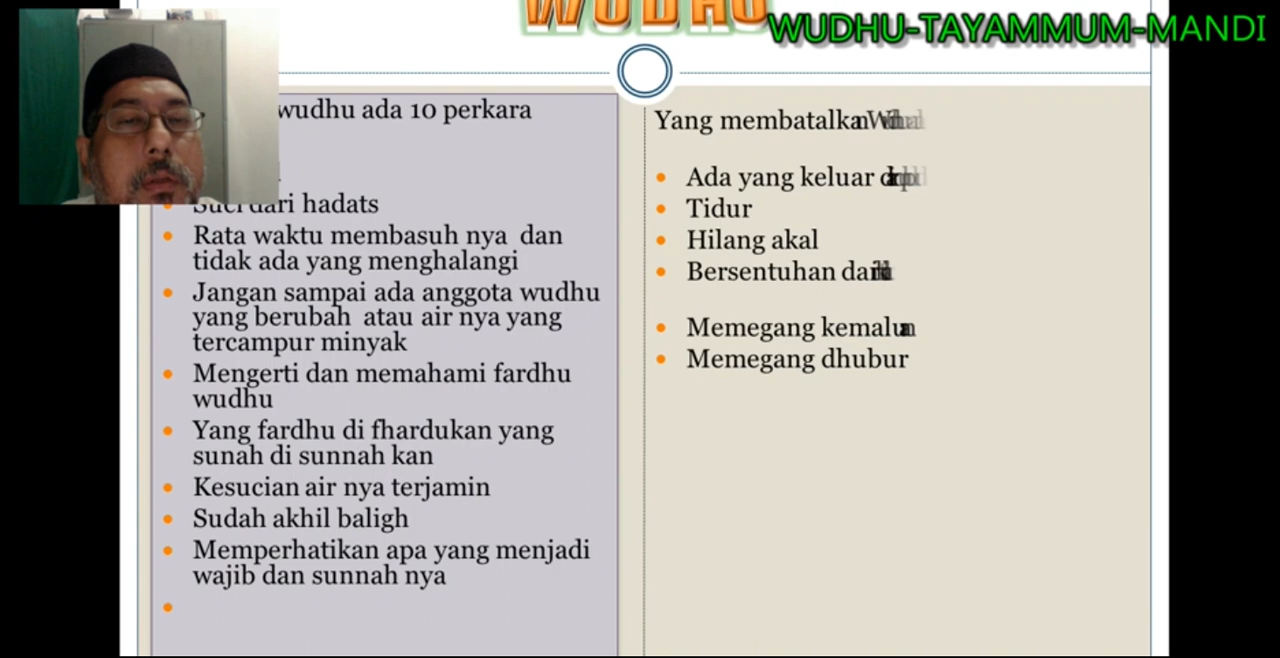 WUDHU
WUDHU-TAYAMMUM-MANDI
wudhu ada 10 perkara
Suci dari hadats
Rata waktu membasuh nya dan
tidak ada yang menghalangi
Jangan sampai ada anggota wudhu
yang berubah atau air nya yang
tercampur minyak
Mengerti dan memahami fardhu
wudhu
Yang fardhu di fhardukan yang
sunah di sunnah kan
Kesucian air nya terjamin
Sudah akhil baligh
Memperhatikan apa yang menjadi
wajib dan sunnah nya
Yang membatalkan
Ada yang keluar
Tidur
Hilang akal
Bersentuhan
Memegang
Memegang dhubur